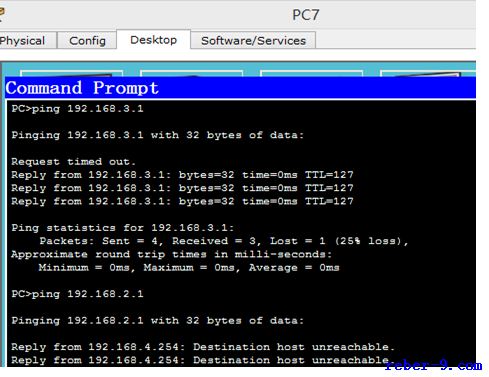 PC7
Physical Config Desktop Software/Services
Command Prompt
PC>ping 192.168.3.1
Pinging 192.168.3.1 with 32 bytes of data:
Request timed out.
Reply from 192.168.3.1: bytes=32 time=0ms TTL=127
Reply from 192.168.3.1: bytes=32 time=0ms TTL=127
Reply from 192.168.3.1: bytes=32 time=0ms TTL=127
Ping statistics for 192.168.3.1:
Packets: Sent = 4, Received = 3, Lost = 1 (25% loss),
Approximate round trip times in milli-seconds:
Minimum = 0ms, Maximum = 0ms, Average = 0ms
PC>ping 192.168.2.1
Pinging 192.168.2.1 with 32 bytes of data:
Reply from 192.168.4.254: Destination host unreachable.
Reply from 192.168.4.254: Destination host unreachable.
reber-9.com